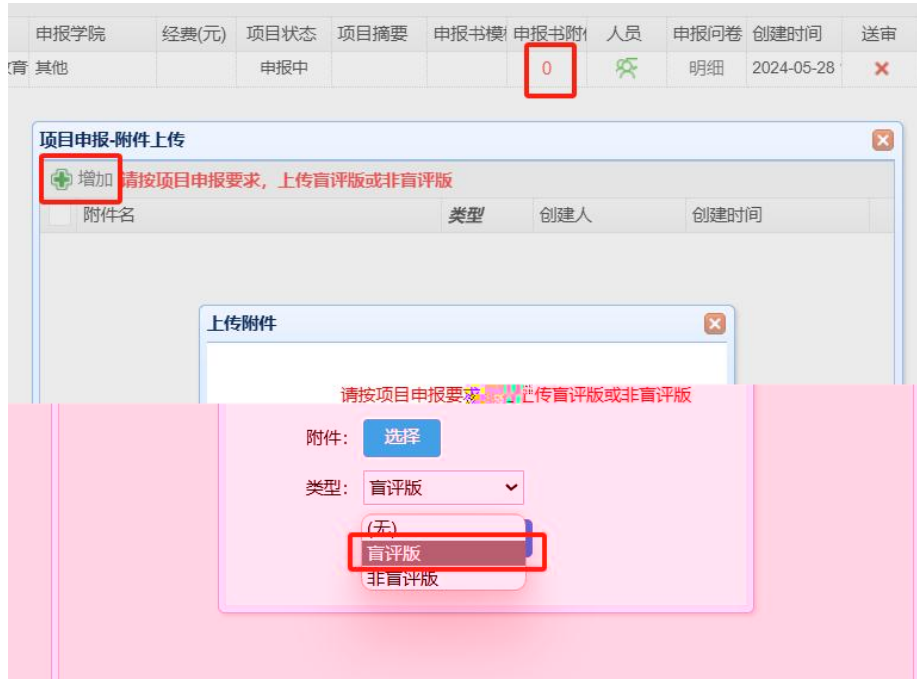 申报学院 经费(元) 项目状态 项目摘要 申报书模 申报书附 人员 申报问卷 创建时间 送审
育 其他 申报中 0 明细 2024-05-28
项目申报-附件上传
增加 请按项目申报要求，上传盲评版或非盲评版
附件名 类型 创建人 创建时间
上传附件
请按项目申报要求 上传盲评版或非盲评版
附件： 选择
类型： 盲评版
(无)
盲评版
非盲评版